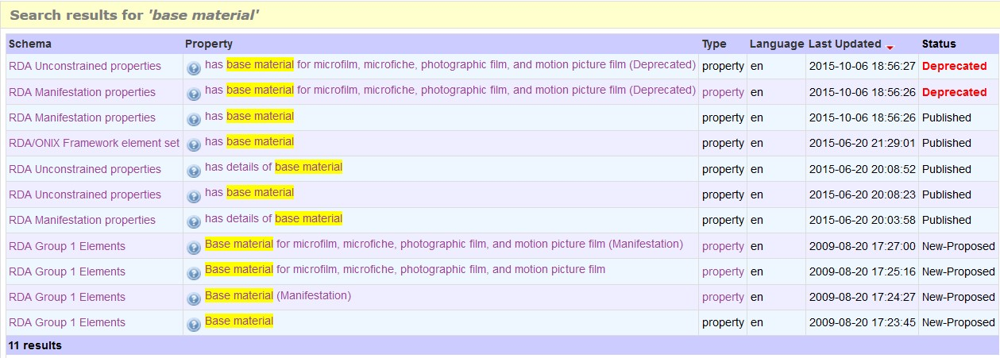 Search results for 'base material'
Schema Property Type Language Last Updated Status
RDA Unconstrained properties ? has base material for microfilm, microfiche, photographic film, and motion picture film (Deprecated) property en 2015-10-06 18:56:27 Deprecated
RDA Manifestation properties ? has base material for microfilm, microfiche, photographic film, and motion picture film (Deprecated) property en 2015-10-06 18:56:26 Deprecated
RDA Manifestation properties ? has base material property en 2015-10-06 18:56:26 Published
RDA/ONIX Framework element set ? has base material property en 2015-06-20 21:29:01 Published
RDA Unconstrained properties ? has details of base material property en 2015-06-20 20:08:52 Published
RDA Unconstrained properties ? has base material property en 2015-06-20 20:08:23 Published
RDA Manifestation properties ? has details of base material property en 2015-06-20 20:03:58 Published
RDA Group 1 Elements ? Base material for microfilm, microfiche, photographic film, and motion picture film (Manifestation) property en 2009-08-20 17:27:00 New-Proposed
RDA Group 1 Elements ? Base material for microfilm, microfiche, photographic film, and motion picture film property en 2009-08-20 17:25:16 New-Proposed
RDA Group 1 Elements ? Base material (Manifestation) property en 2009-08-20 17:24:27 New-Proposed
RDA Group 1 Elements ? Base material property en 2009-08-20 17:23:45 New-Proposed
11 results